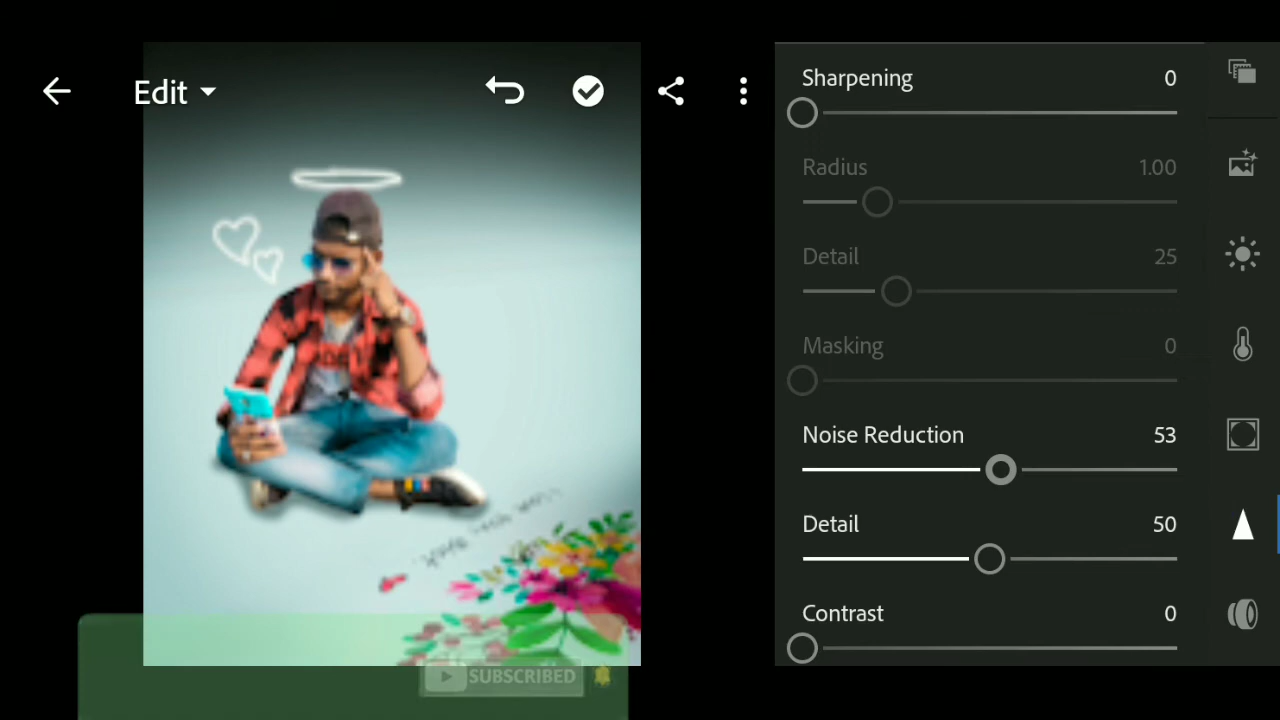 Edit
Sharpening 0
Radius 1.00
Detail 25
Masking 0
Noise Reduction 53
Detail 50
Contrast 0
SUBSCRIBED